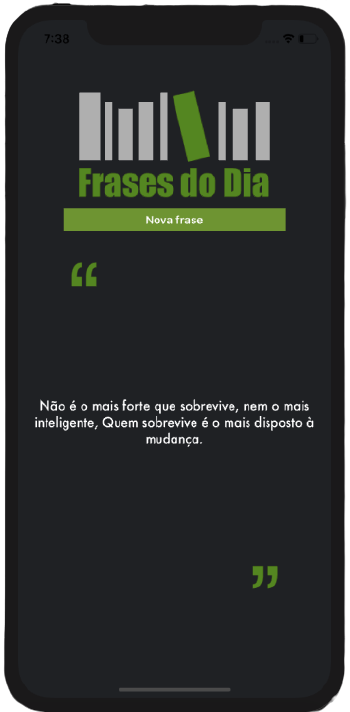 7:38
Frases do Dia
Nova frase
“
Não é o mais forte que sobrevive, nem o mais
inteligente, Quem sobrevive é o mais disposto à
mudança.
”